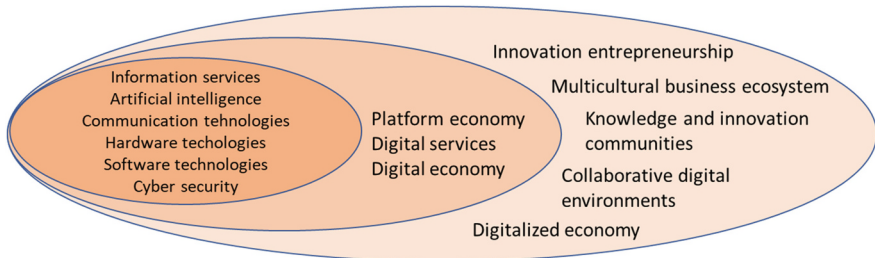 Information services
Artificial intelligence
Communication tehnologies
Hardware techologies
Software technologies
Cyber security
Platform economy
Digital services
Digital economy
Innovation entrepreneurship
Multicultural business ecosystem
Knowledge and innovation
communities
Collaborative digital
environments
Digitalized economy